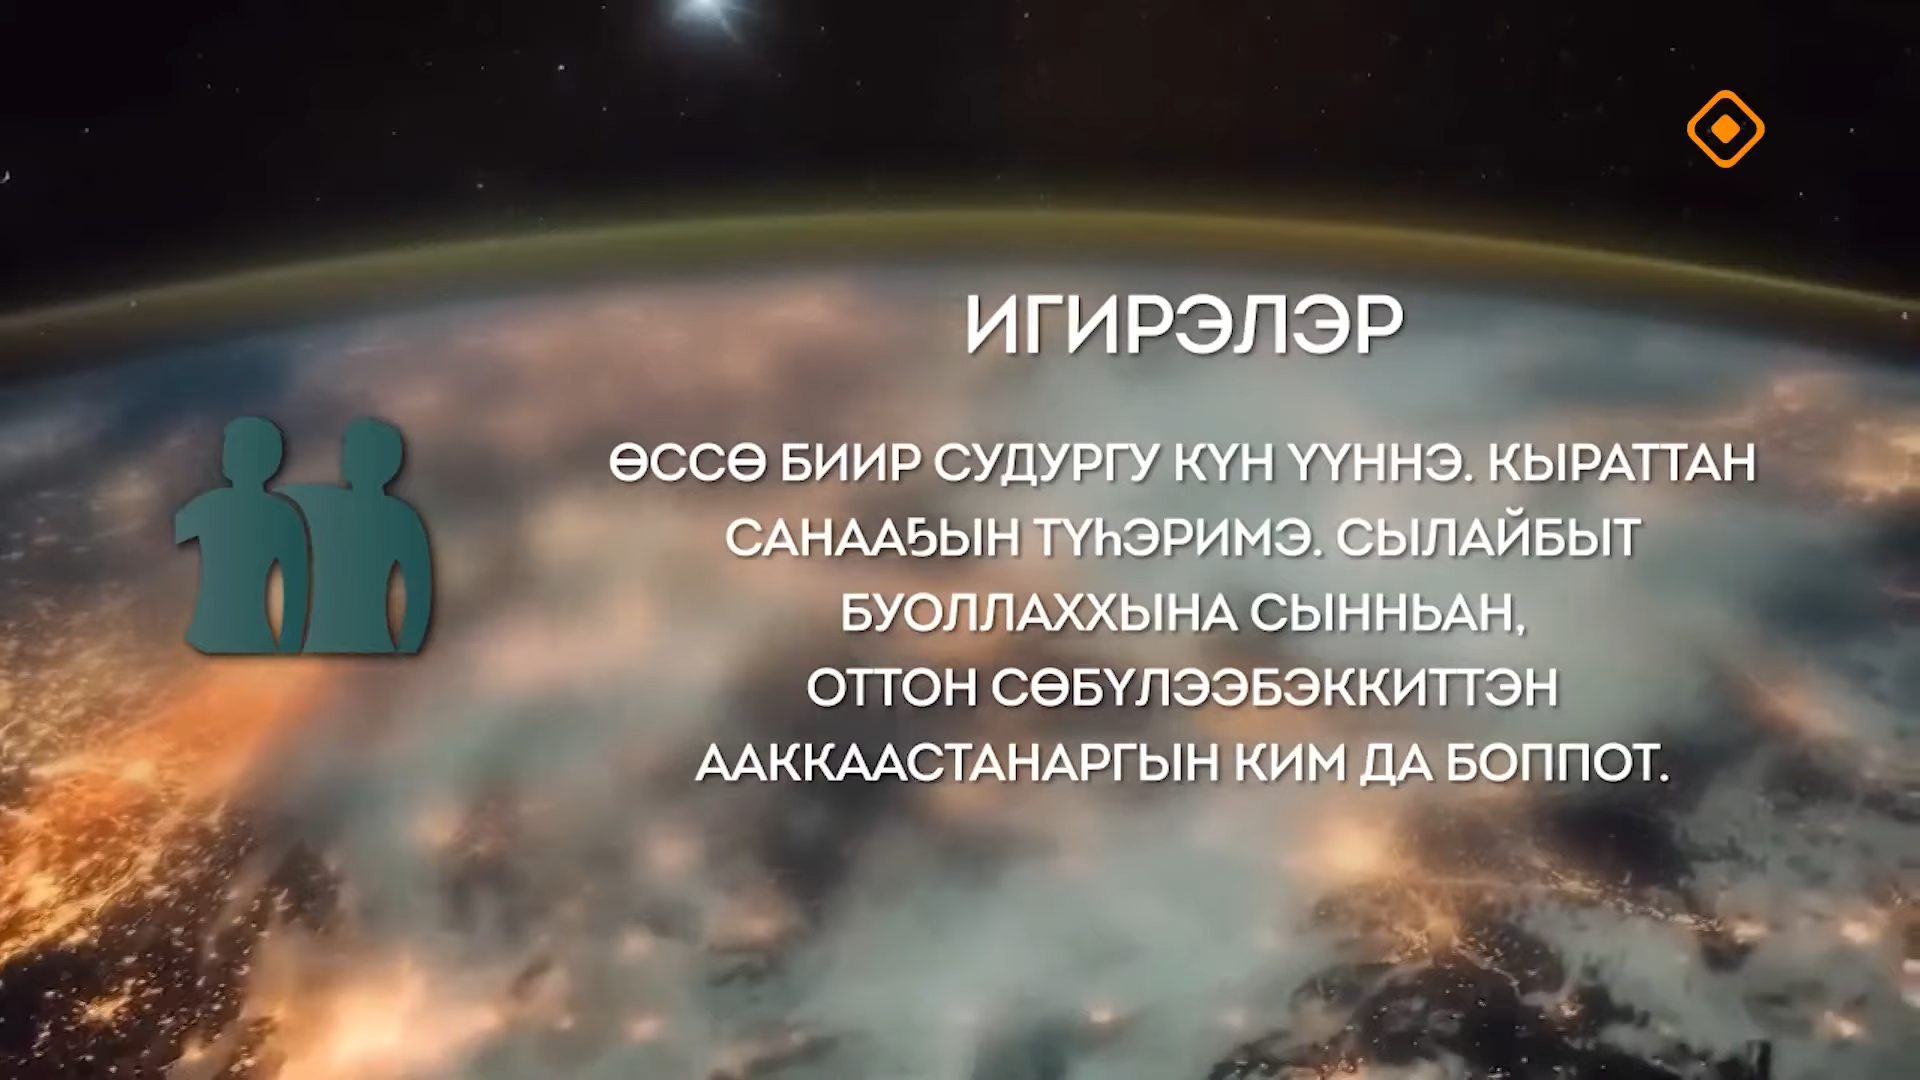 ИГИРЭЛЭР
ӨССӨ БИИР СУДУРГУ КҮН ҮҮННЭ. КЫРАТТАН
САНААҔЫН ТҮҺЭРИМЭ. СЫЛАЙБЫТ
БУОЛЛАХХЫНА СЫННЬАН,
ОТТОН СӨБҮЛЭЭБЭККИТТЭН
ААККААСТАНАРГЫН КИМ ДА БОППОТ.